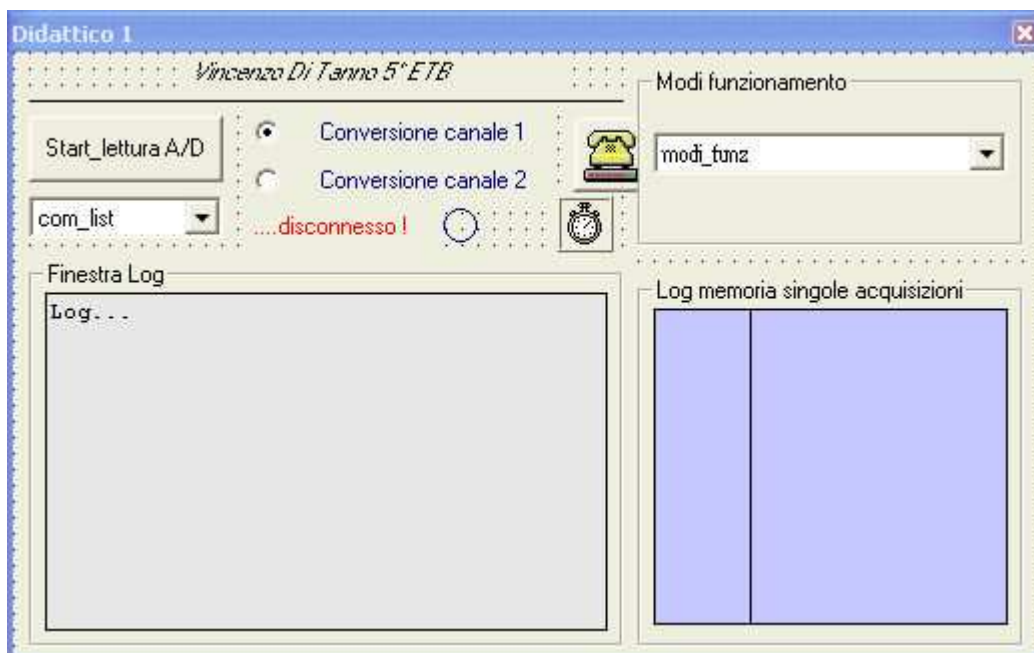 Didattico 1
Vincenzo Di Tanno 5° ETB
Modi funzionamento
Start_lettura A/D
Conversione canale 1
modi_funz
Conversione canale 2
com_list
....disconnesso !
Finestra Log
Log...
Log memoria singole acquisizioni